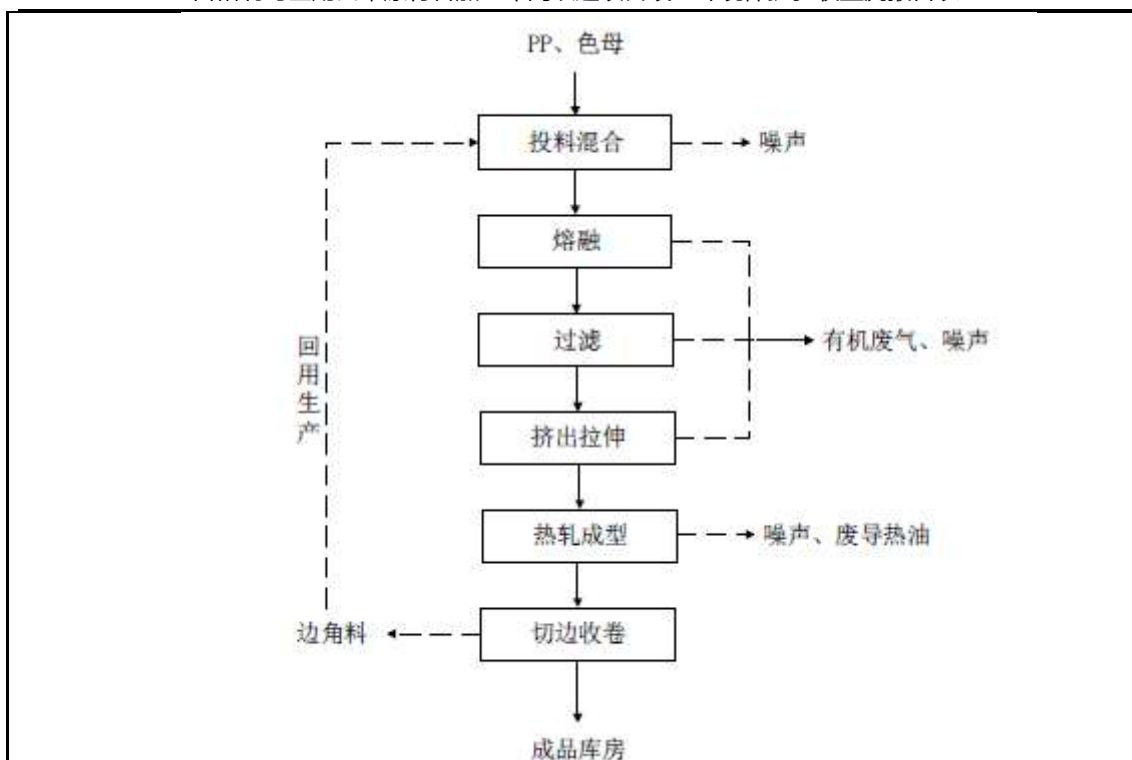 PP、色母
投料混合
噪声
熔融
过滤
有机废气、噪声
回用生产
挤出拉伸
热轧成型
噪声、废导热油
边角料
切边收卷
成品库房